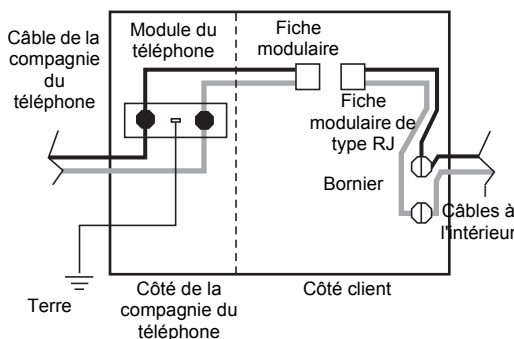 Câble de la
compagnie
du
téléphone
Module du
téléphone
Fiche
modulaire
Fiche
modulaire de
type RJ
Bornier
Câbles à
l'intérieur
Terre
Côté de la
compagnie du
téléphone
Côté client